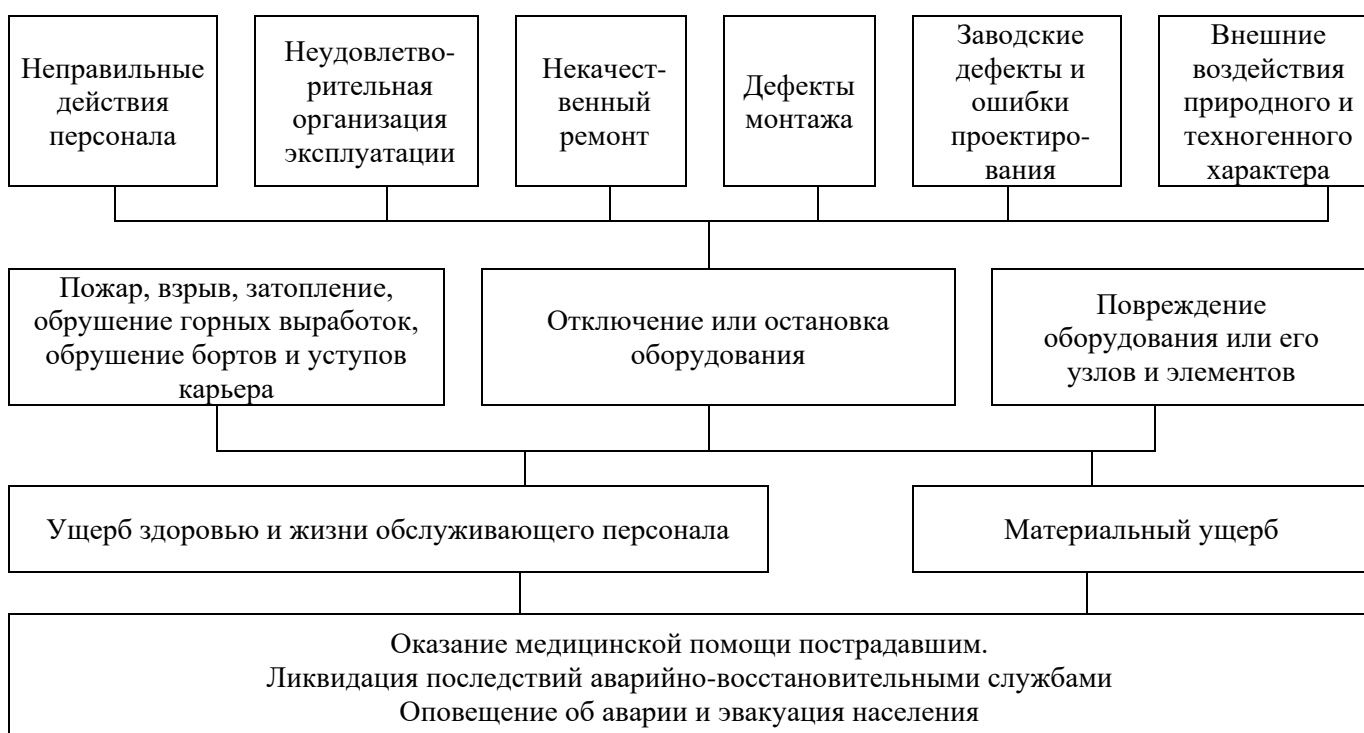 Неправильные
действия
персонала
Неудовлетво-
рительная
организация
эксплуатации
Некачест-
венный
ремонт
Дефекты
монтажа
Заводские
дефекты и
ошибки
проектиро-
вания
Внешние
воздействия
природного и
техногенного
характера
Пожар, взрыв, затопление,
обрушение горных выработок,
обрушение бортов и уступов
карьера
Отключение или остановка
оборудования
Повреждение
оборудования или его
узлов и элементов
Ущерб здоровью и жизни обслуживающего персонала
Материальный ущерб
Оказание медицинской помощи пострадавшим.
Ликвидация последствий аварийно-восстановительными службами
Оповещение об аварии и эвакуация населения